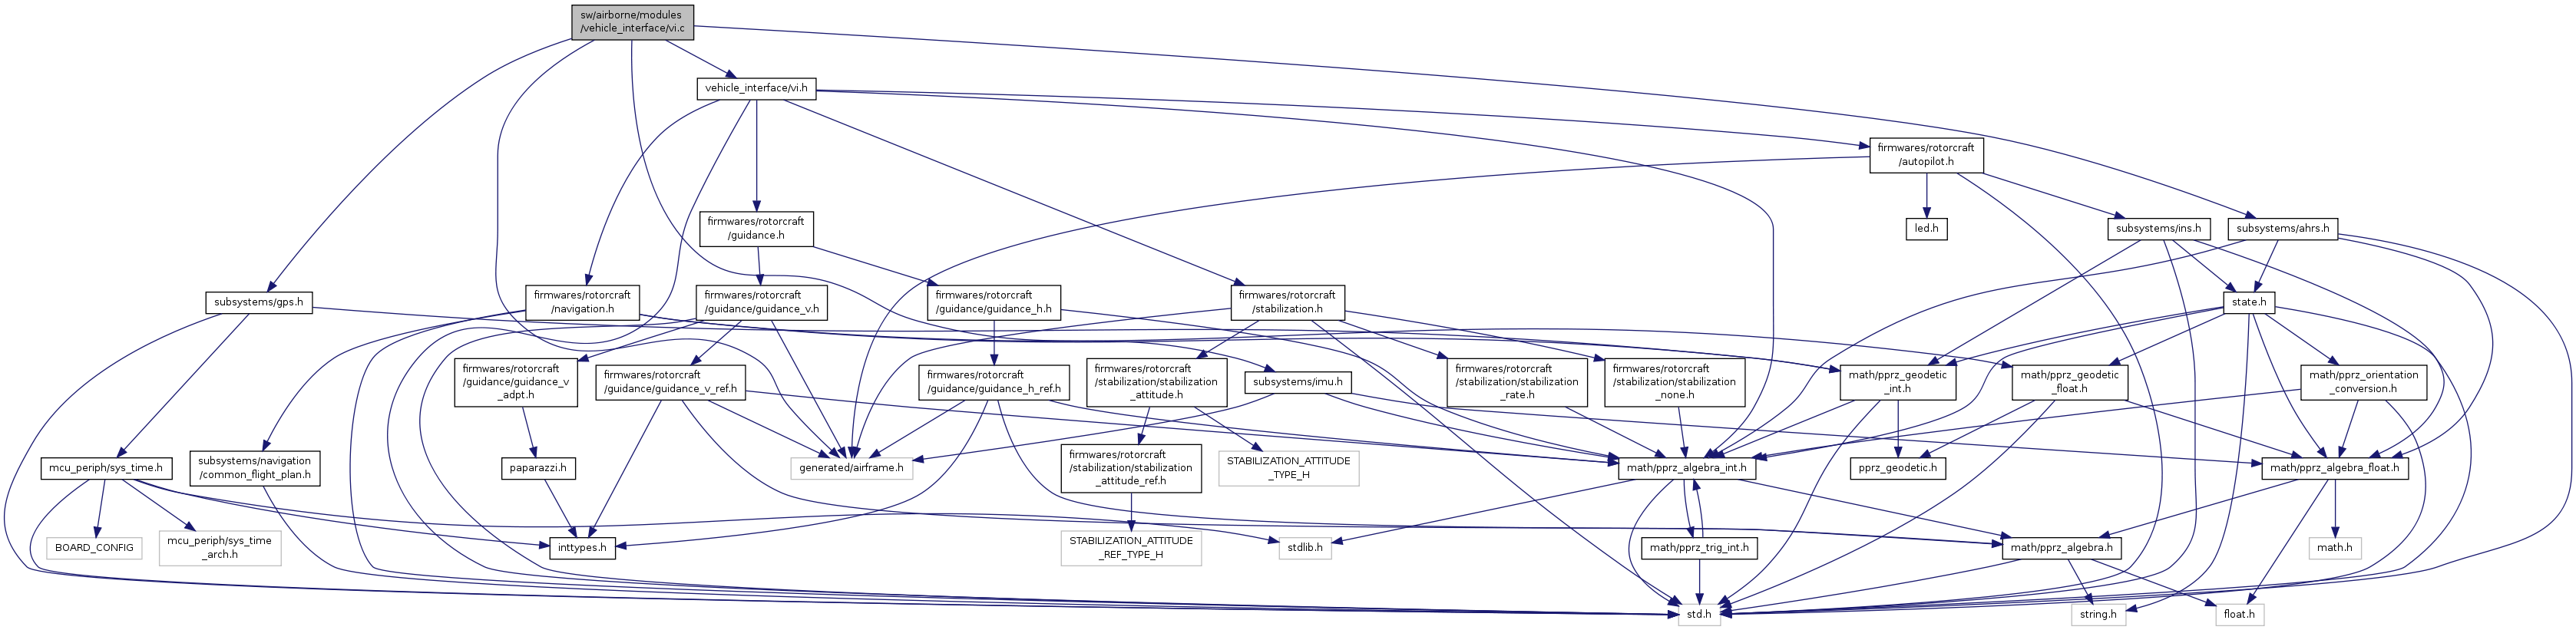 sw/airborne/modules
/vehicle_interface/vi.c
vehicle_interface/vi.h
firmwares/rotorcraft
/autopilot.h
firmwares/rotorcraft
/guidance.h
led.h
subsystems/ins.h
subsystems/ahrs.h
subsystems/gps.h
firmwares/rotorcraft
/navigation.h
firmwares/rotorcraft
/guidance/guidance_v.h
firmwares/rotorcraft
/guidance/guidance_h.h
firmwares/rotorcraft
/stabilization.h
state.h
firmwares/rotorcraft
/guidance/guidance_v
_adpt.h
firmwares/rotorcraft
/guidance/guidance_v_ref.h
firmwares/rotorcraft
/guidance/guidance_h_ref.h
firmwares/rotorcraft
/stabilization/stabilization
_attitude.h
subsystems/imu.h
firmwares/rotorcraft
/stabilization/stabilization
_rate.h
firmwares/rotorcraft
/stabilization/stabilization
_none.h
math/pprz_geodetic
_int.h
math/pprz_geodetic
_float.h
math/pprz_orientation
_conversion.h
mcu_periph/sys_time.h
subsystems/navigation
/common_flight_plan.h
paparazzi.h
generated/airframe.h
firmwares/rotorcraft
/stabilization/stabilization
_attitude_ref.h
STABILIZATION_ATTITUDE
_TYPE_H
math/pprz_algebra_int.h
pprz_geodetic.h
math/pprz_algebra_float.h
BOARD_CONFIG
mcu_periph/sys_time
_arch.h
inttypes.h
STABILIZATION_ATTITUDE
_REF_TYPE_H
stdlib.h
math/pprz_trig_int.h
math/pprz_algebra.h
math.h
std.h
string.h
float.h